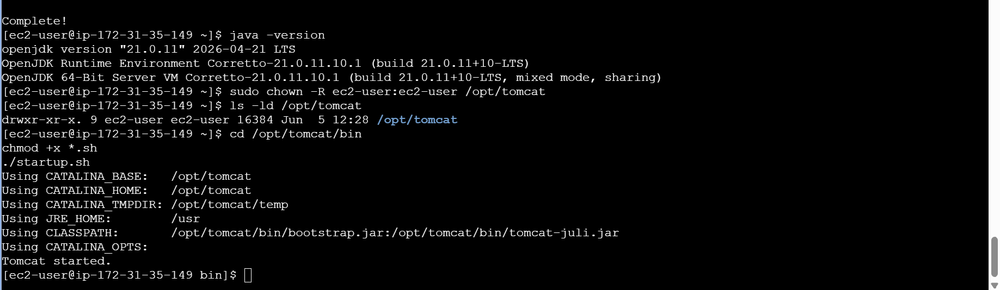 Complete!
[ec2-user@ip-172-31-35-149 ~]$ java -version
openjdk version "21.0.11" 2026-04-21 LTS
OpenJDK Runtime Environment Corretto-21.0.11.10.1 (build 21.0.11+10-LTS)
OpenJDK 64-Bit Server VM Corretto-21.0.11.10.1 (build 21.0.11+10-LTS, mixed mode, sharing)
[ec2-user@ip-172-31-35-149 ~]$ sudo chown -R ec2-user:ec2-user /opt/tomcat
[ec2-user@ip-172-31-35-149 ~]$ ls -ld /opt/tomcat
drwxr-xr-x. 9 ec2-user ec2-user 16384 Jun  5 12:28 /opt/tomcat
[ec2-user@ip-172-31-35-149 ~]$ cd /opt/tomcat/bin
chmod +x *.sh
./startup.sh
Using CATALINA_BASE:   /opt/tomcat
Using CATALINA_HOME:   /opt/tomcat
Using CATALINA_TMPDIR: /opt/tomcat/temp
Using JRE_HOME:        /usr
Using CLASSPATH:       /opt/tomcat/bin/bootstrap.jar:/opt/tomcat/bin/tomcat-juli.jar
Using CATALINA_OPTS:
Tomcat started.
[ec2-user@ip-172-31-35-149 bin]$